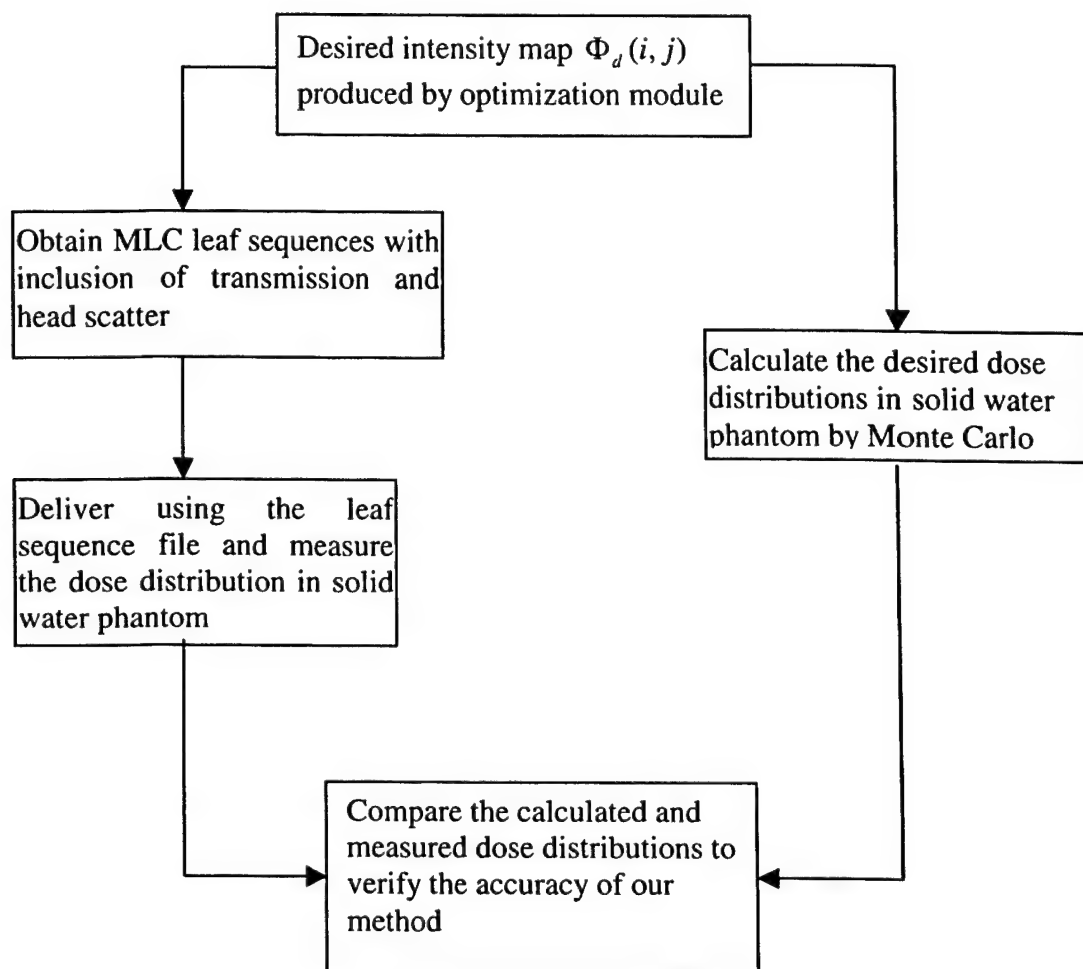 Desired intensity map Φ_d(i, j)
produced by optimization module
Obtain MLC leaf sequences with
inclusion of transmission and
head scatter
Calculate the desired dose
distributions in solid water
phantom by Monte Carlo
Deliver using the leaf
sequence file and measure
the dose distribution in solid
water phantom
Compare the calculated and
measured dose distributions to
verify the accuracy of our
method